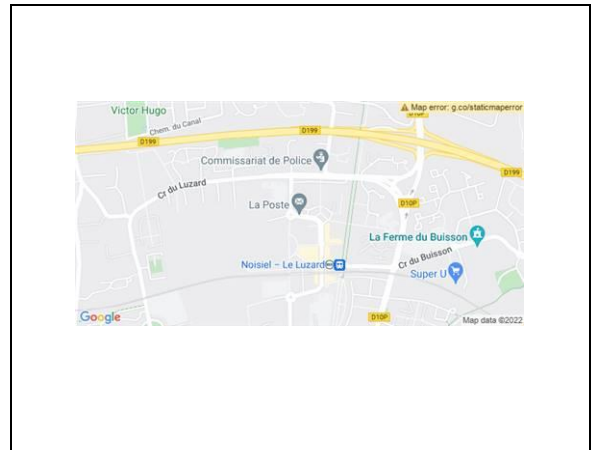 Victor Hugo
Map error: g.co/staticmaperror
Chem. du Canal
D199
D199
Commissariat de Police
D199
Cr du Luzard
La Poste
D10P
La Ferme du Buisson
Noisiel – Le Luzard
Cr du Buisson
Super U
Google
D10P
Map data ©2022